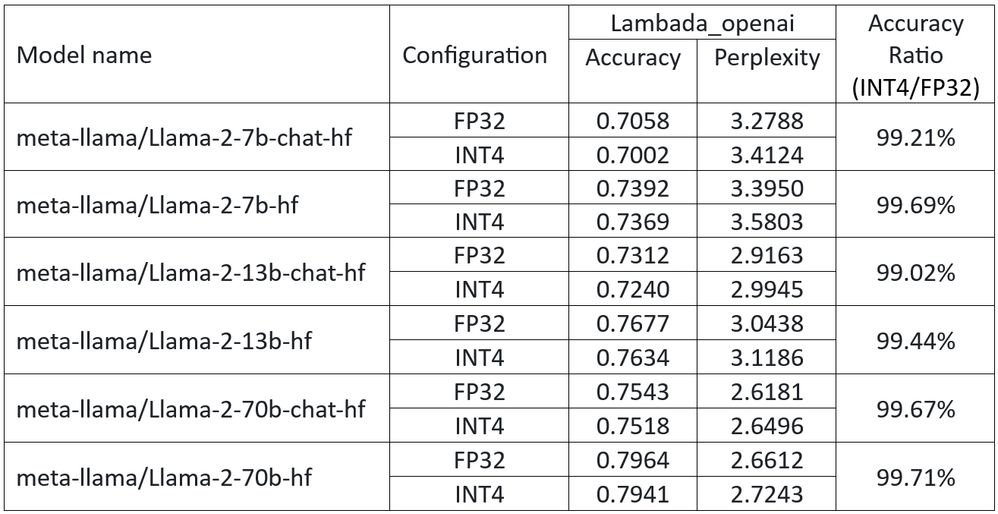 Model name Configuration Lambada_openai Accuracy Ratio (INT4/FP32)
Accuracy Perplexity
meta-llama/Llama-2-7b-chat-hf FP32 0.7058 3.2788 99.21%
INT4 0.7002 3.4124
meta-llama/Llama-2-7b-hf FP32 0.7392 3.3950 99.69%
INT4 0.7369 3.5803
meta-llama/Llama-2-13b-chat-hf FP32 0.7312 2.9163 99.02%
INT4 0.7240 2.9945
meta-llama/Llama-2-13b-hf FP32 0.7677 3.0438 99.44%
INT4 0.7634 3.1186
meta-llama/Llama-2-70b-chat-hf FP32 0.7543 2.6181 99.67%
INT4 0.7518 2.6496
meta-llama/Llama-2-70b-hf FP32 0.7964 2.6612 99.71%
INT4 0.7941 2.7243